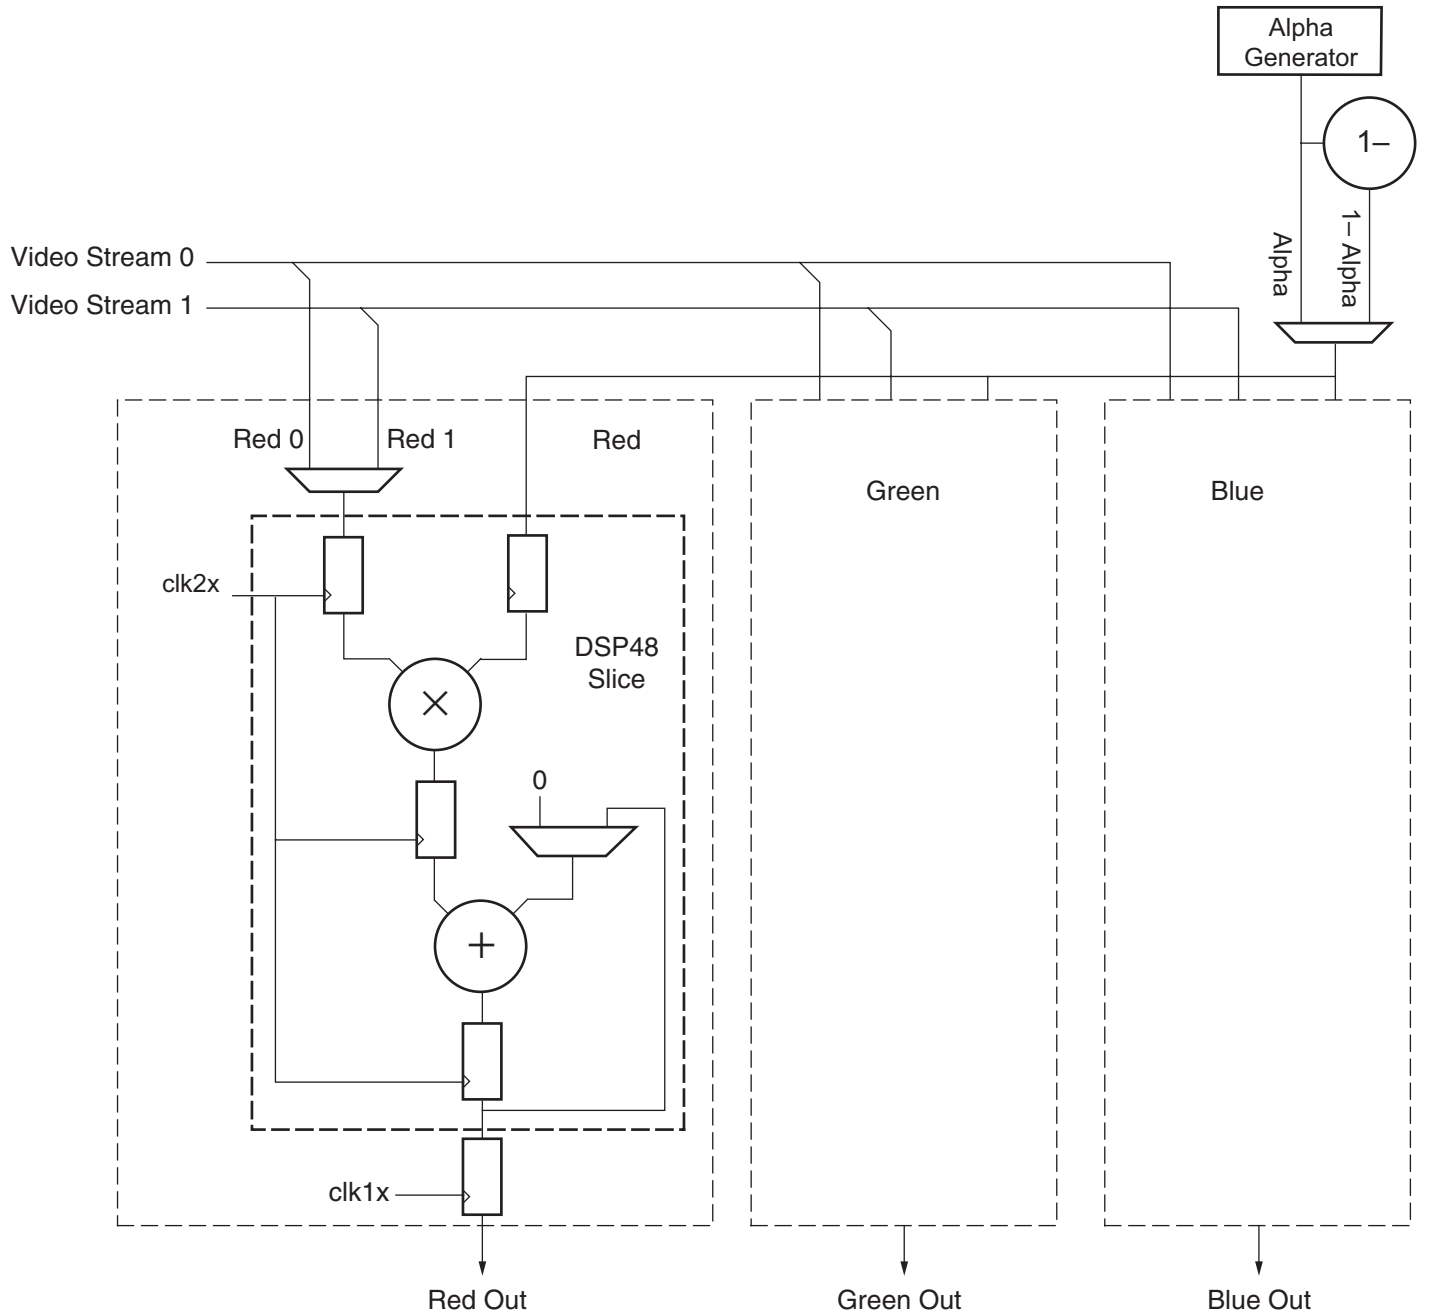 Alpha
Generator
1–
Alpha
1– Alpha
Video Stream 0
Video Stream 1
Red 0
Red 1
Red
Green
Blue
clk2x
DSP48
Slice
×
0
+
clk1x
Red Out
Green Out
Blue Out